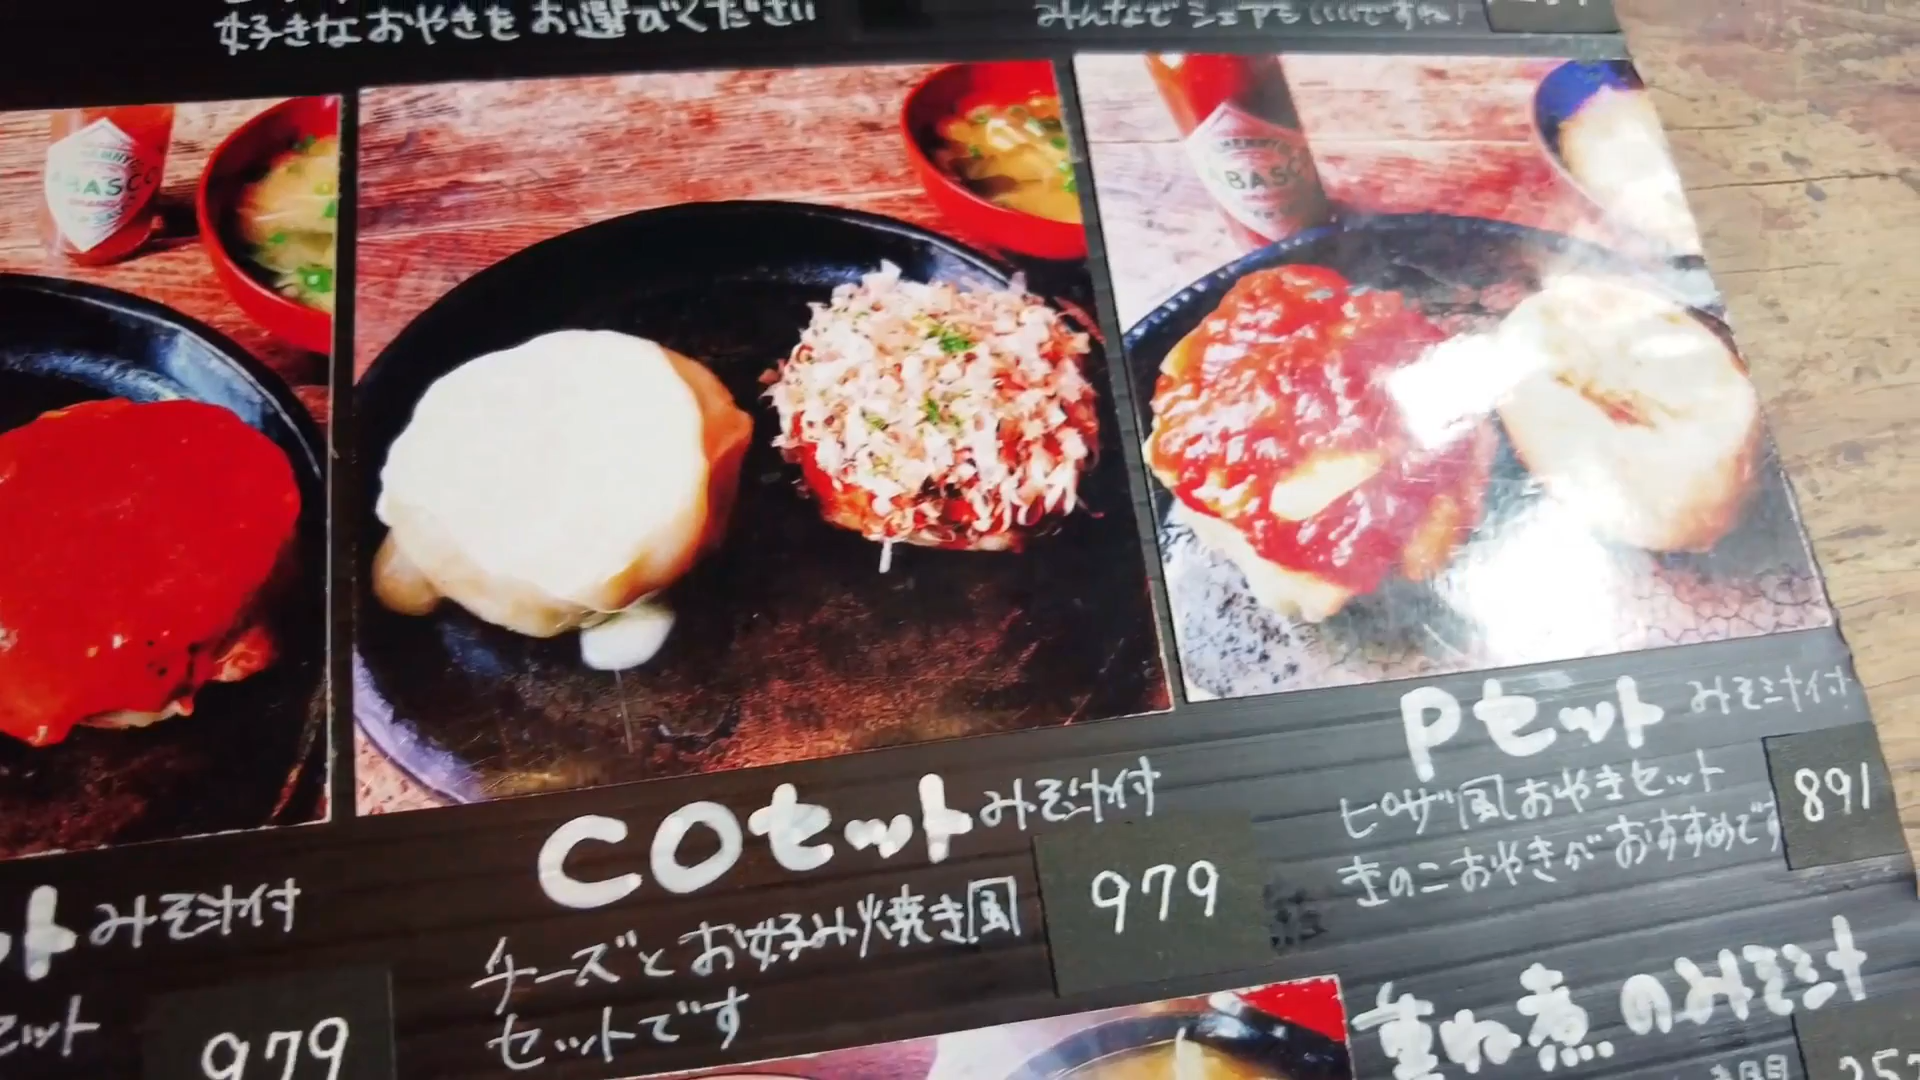 好きなおやきをお選びください
みんなでシェアもいいですね!
COセット みそ汁付
チーズとお好み焼き風
セットです
979
Pセット みそ汁付
ピザ風おやきセット
きのこおやきがおすすめです
891
みそ汁付
セット
979
重ね煮のみそ汁